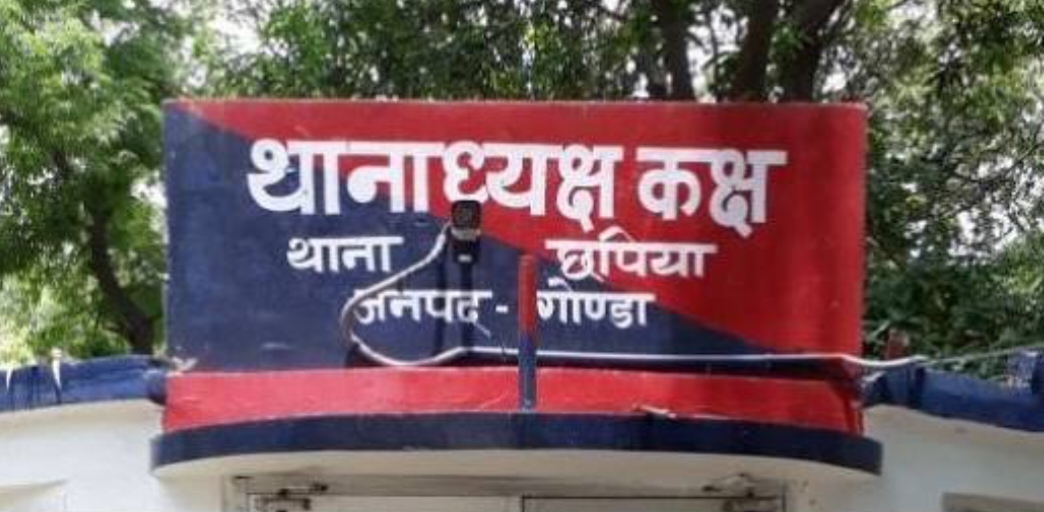 थानाध्यक्ष कक्ष
थाना छपिया
जनपद - गोण्डा